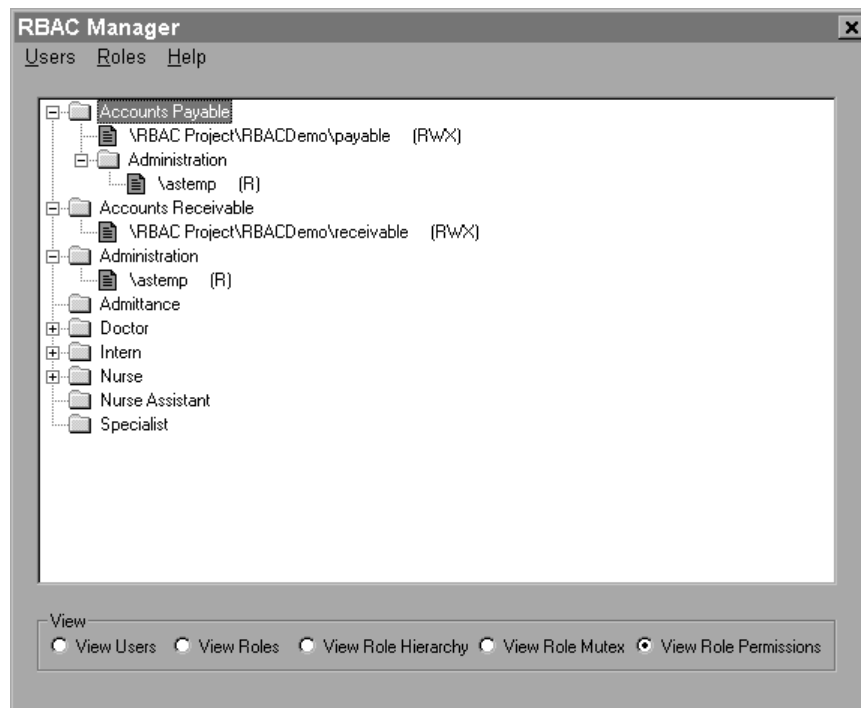 RBAC Manager
Users Roles Help
Accounts Payable
\RBAC Project\RBACDemo\payable (RWX)
Administration
\astemp (R)
Accounts Receivable
\RBAC Project\RBACDemo\receivable (RWX)
Administration
\astemp (R)
Admittance
Doctor
Intern
Nurse
Nurse Assistant
Specialist
View
View Users View Roles View Role Hierarchy View Role Mutex View Role Permissions